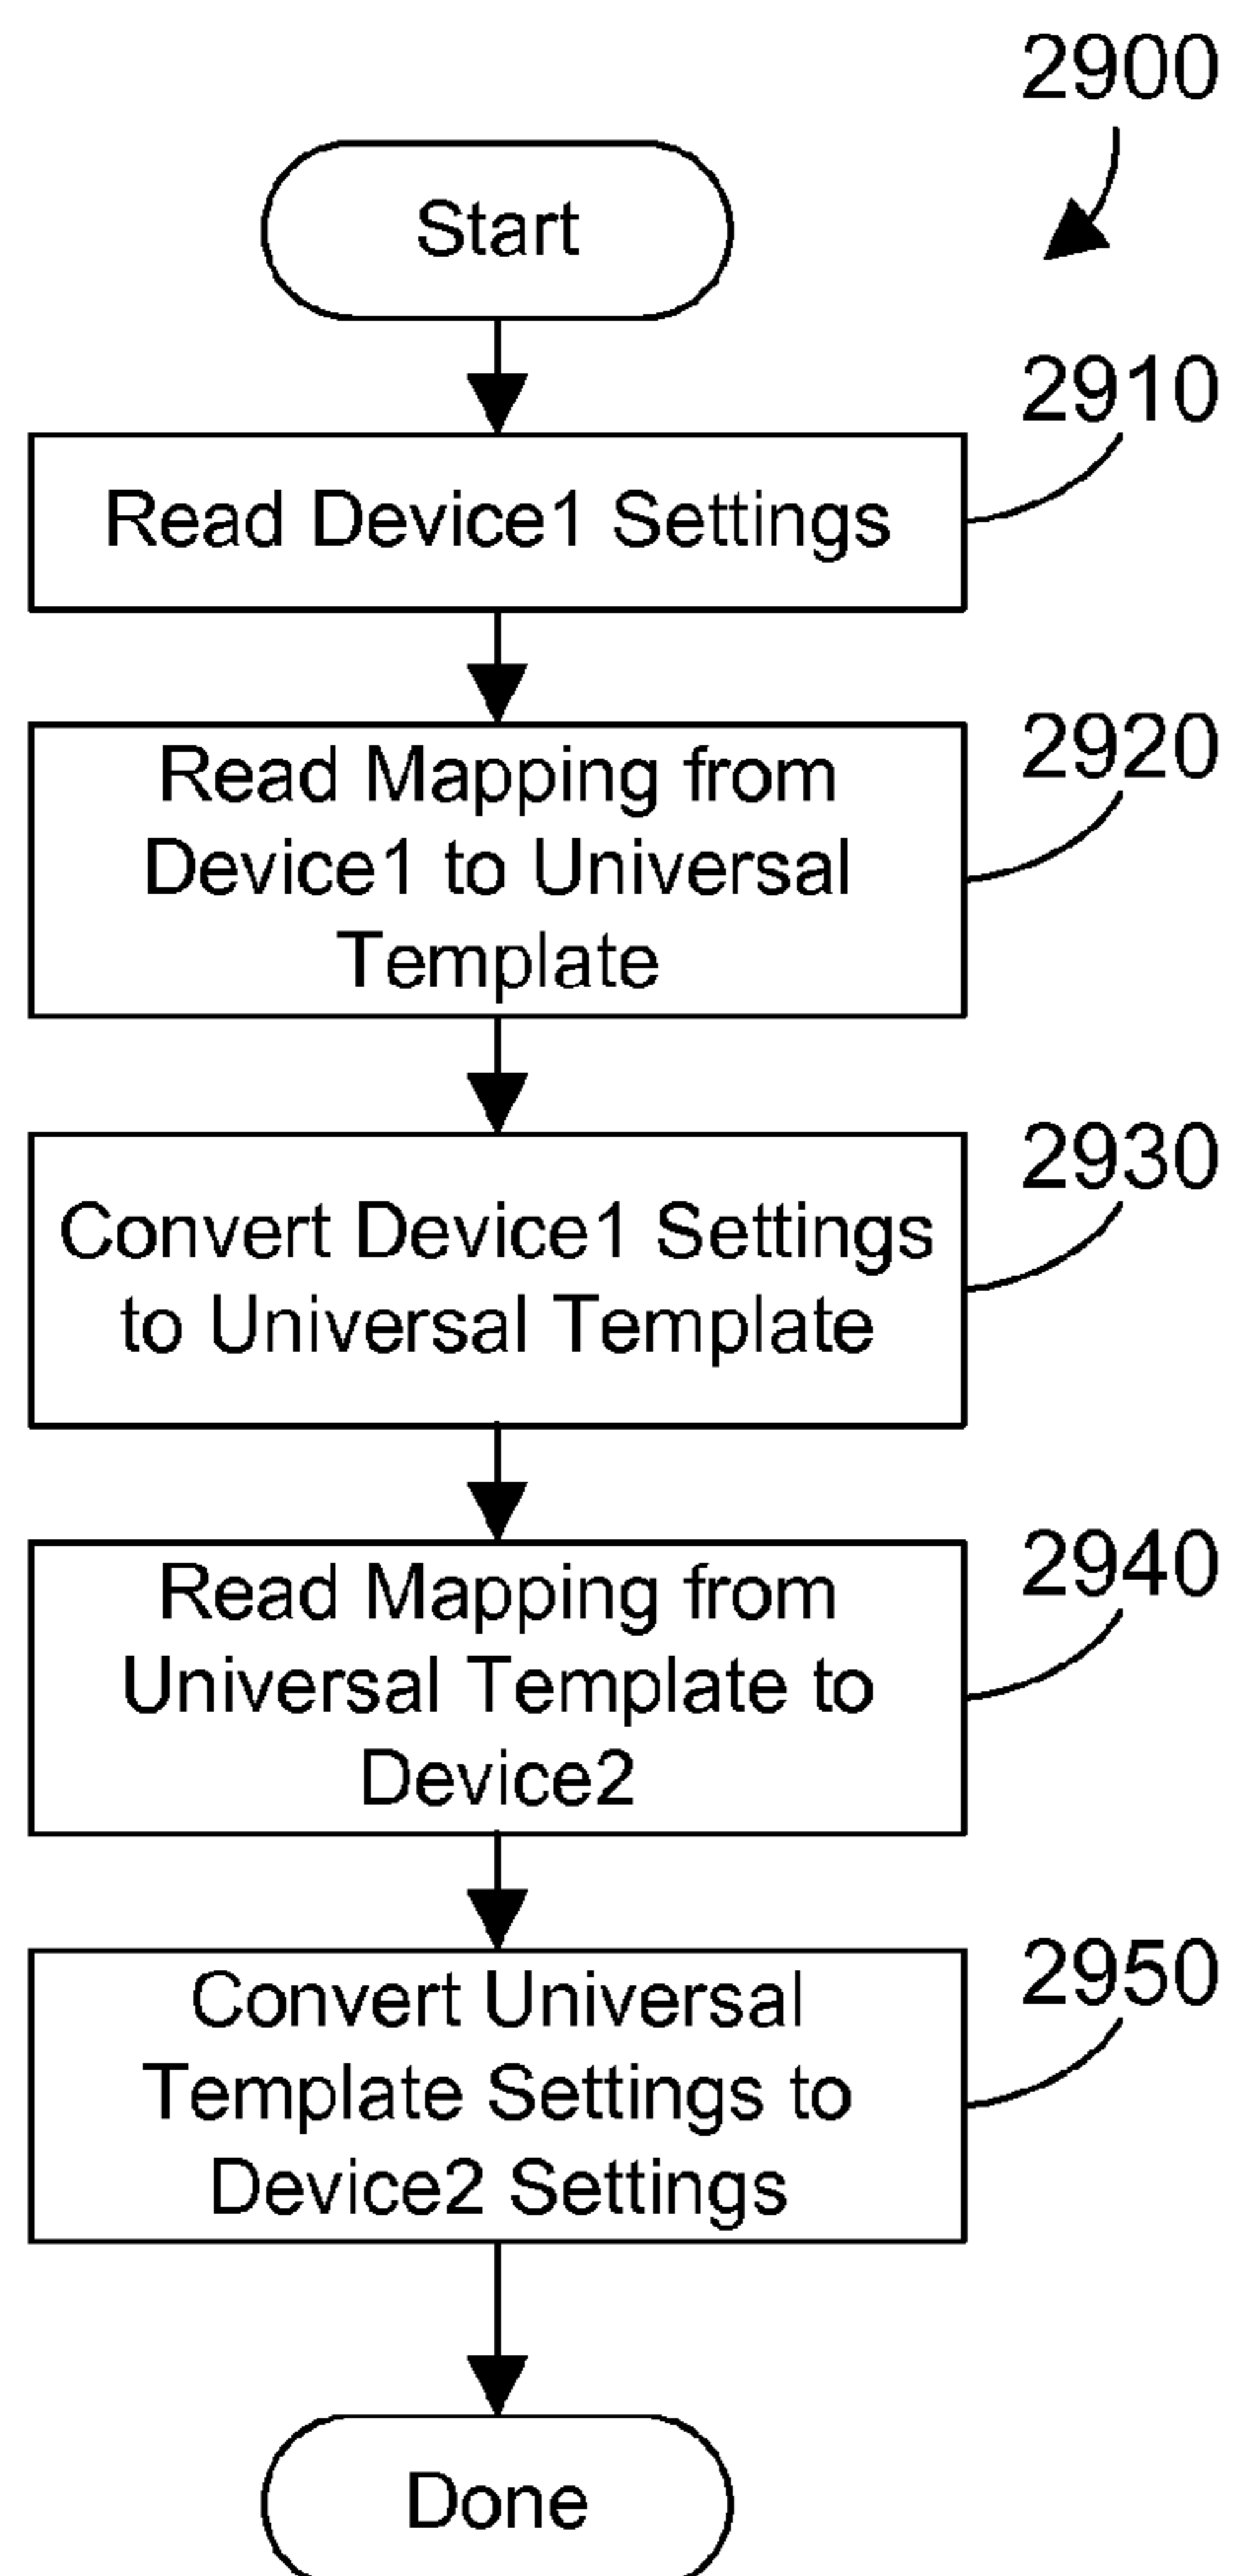 2900
Start
2910
Read Device1 Settings
2920
Read Mapping from
Device1 to Universal
Template
2930
Convert Device1 Settings
to Universal Template
2940
Read Mapping from
Universal Template to
Device2
2950
Convert Universal
Template Settings to
Device2 Settings
Done